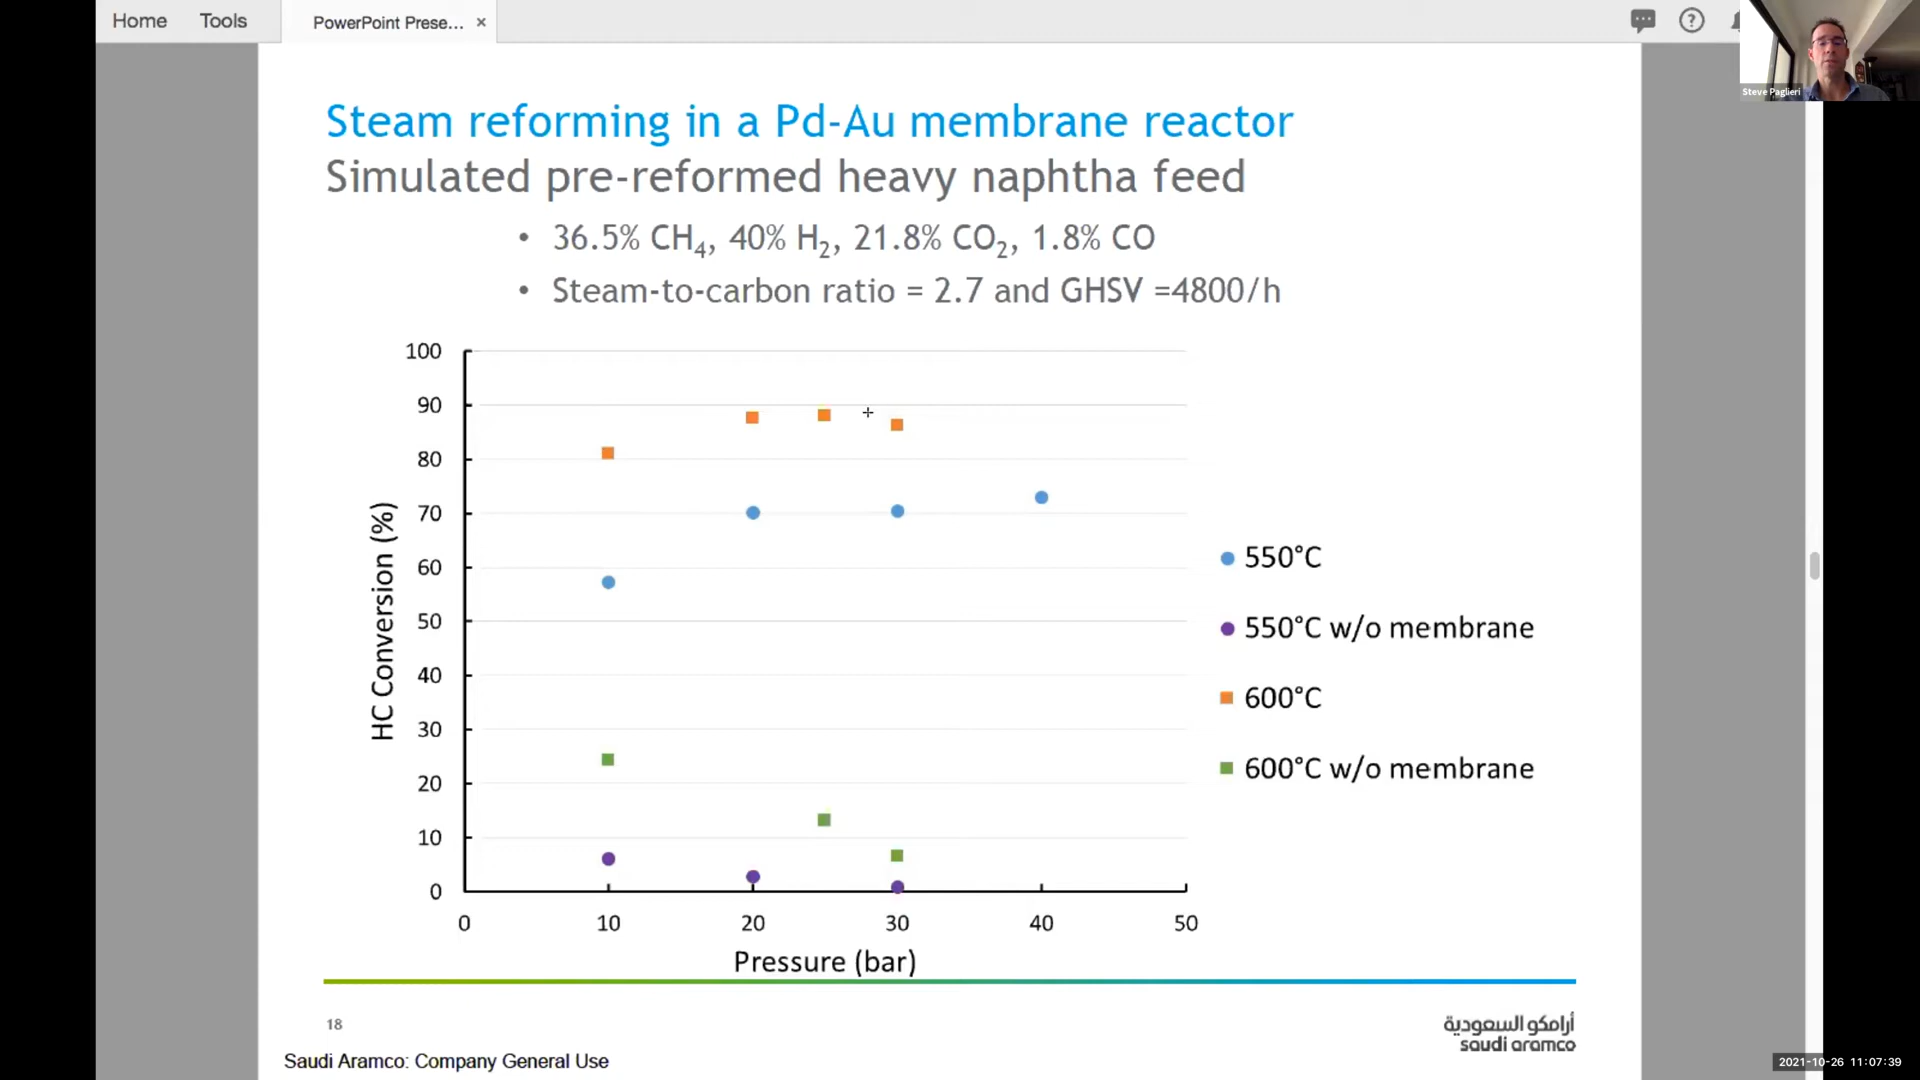 Home Tools PowerPoint Prese... ×
Steve Paglieri
Steam reforming in a Pd-Au membrane reactor
Simulated pre-reformed heavy naphtha feed
• 36.5% CH₄, 40% H₂, 21.8% CO₂, 1.8% CO
• Steam-to-carbon ratio = 2.7 and GHSV =4800/h
HC Conversion (%)
100
90
80
70
60
50
40
30
20
10
0
0 10 20 30 40 50
Pressure (bar)
550°C
550°C w/o membrane
600°C
600°C w/o membrane
18
أرامكو السعودية
saudi aramco
Saudi Aramco: Company General Use
2021-10-26 11:07:39